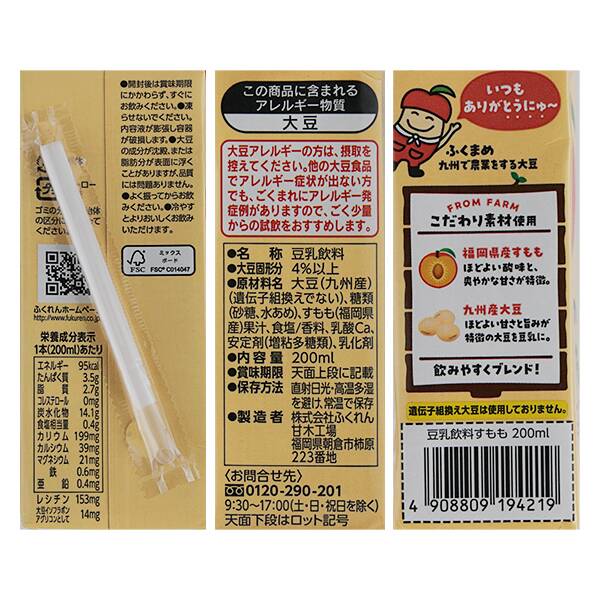 ●開封後は賞味期限
にかかわらず、すぐに
お飲みください。●凍
らせないでください。
内容液が膨張し容器
が破損します。●大豆
の成分が沈殿、または
脂肪分が表面に浮く
ことがありますが、品質
には問題ありません。
●よく振ってからお飲
みください。●冷やす
とよりおいしくお飲み
いただけます。
FSC
ミックス
ボード
FSC® C014047
ふくれんホームページ
栄養成分表示
1本(200ml)あたり
エネルギー 95kcal
たんぱく質 3.5g
脂質 2.7g
コレステロール 0mg
炭水化物 14.1g
食塩相当量 0.4g
カリウム 199mg
カルシウム 39mg
マグネシウム 21mg
鉄 0.6mg
亜鉛 0.4mg
レシチン 153mg
大豆イソフラボン
アグリコンとして 14mg
この商品に含まれる
アレルギー物質
大豆
大豆アレルギーの方は、摂取を
控えてください。他の大豆食品
でアレルギー症状が出ない方
でも、ごくまれにアレルギー発
症例がありますので、ごく少量
からの試飲をおすすめします。
●名称 豆乳飲料
●大豆固形分 4%以上
●原材料名 大豆(九州産)
(遺伝子組換えでない)、糖類
(砂糖、水あめ)、すもも(福岡県
産)果汁、食塩/香料、乳酸Ca、
安定剤(増粘多糖類)、乳化剤
●内容量 200ml
●賞味期限 天面上段に記載
●保存方法 直射日光・高温多湿
を避け、常温で保存
●製造者 株式会社ふくれん
甘木工場
福岡県朝倉市柿原
223番地
〈お問合せ先〉
0120-290-201
9:30～17:00(土・日・祝日を除く)
天面下段はロット記号
いつも
ありがとうにゅ～
ふくまめ
九州で農業をする大豆
FROM FARM
こだわり素材使用
福岡県産すもも
ほどよい酸味と、
爽やかな甘さが特徴。
九州産大豆
ほどよい甘さと旨みが
特徴の大豆を豆乳に。
飲みやすくブレンド!
遺伝子組換え大豆は使用しておりません。
豆乳飲料すもも 200ml
4 908809 194219